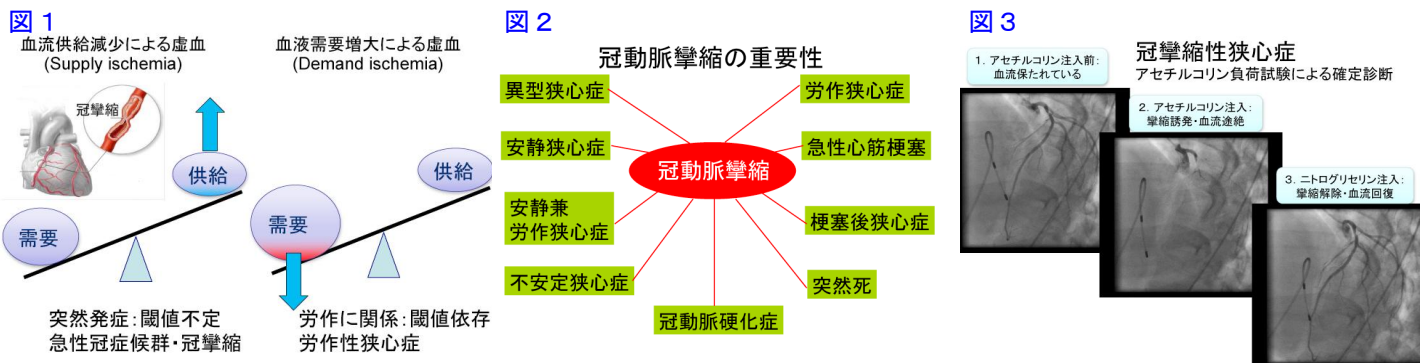 図1
血流供給減少による虚血
(Supply ischemia)
冠攣縮
供給
需要
突然発症:閾値不定
急性冠症候群・冠攣縮
血液需要増大による虚血
(Demand ischemia)
供給
需要
労作に関係:閾値依存
労作性狭心症
図2
冠動脈攣縮の重要性
異型狭心症
労作狭心症
安静狭心症
急性心筋梗塞
冠動脈攣縮
安静兼
労作狭心症
梗塞後狭心症
不安定狭心症
突然死
冠動脈硬化症
図3
冠攣縮性狭心症
アセチルコリン負荷試験による確定診断
1. アセチルコリン注入前:
血流保たれている
2. アセチルコリン注入:
攣縮誘発・血流途絶
3. ニトログリセリン注入:
攣縮解除・血流回復